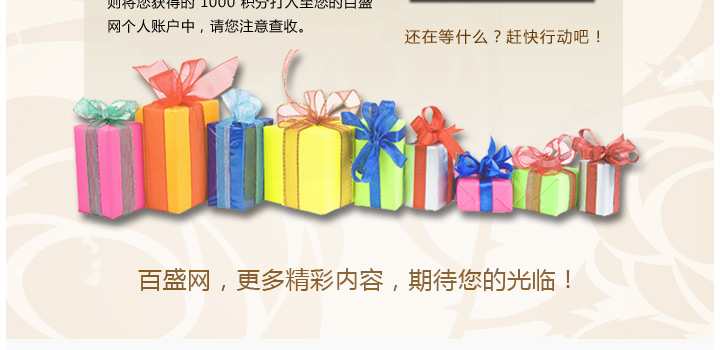 则将您获得的 1000 积分打入至您的百盛
网个人账户中，请您注意查收。
还在等什么？赶快行动吧！
百盛网，更多精彩内容，期待您的光临！